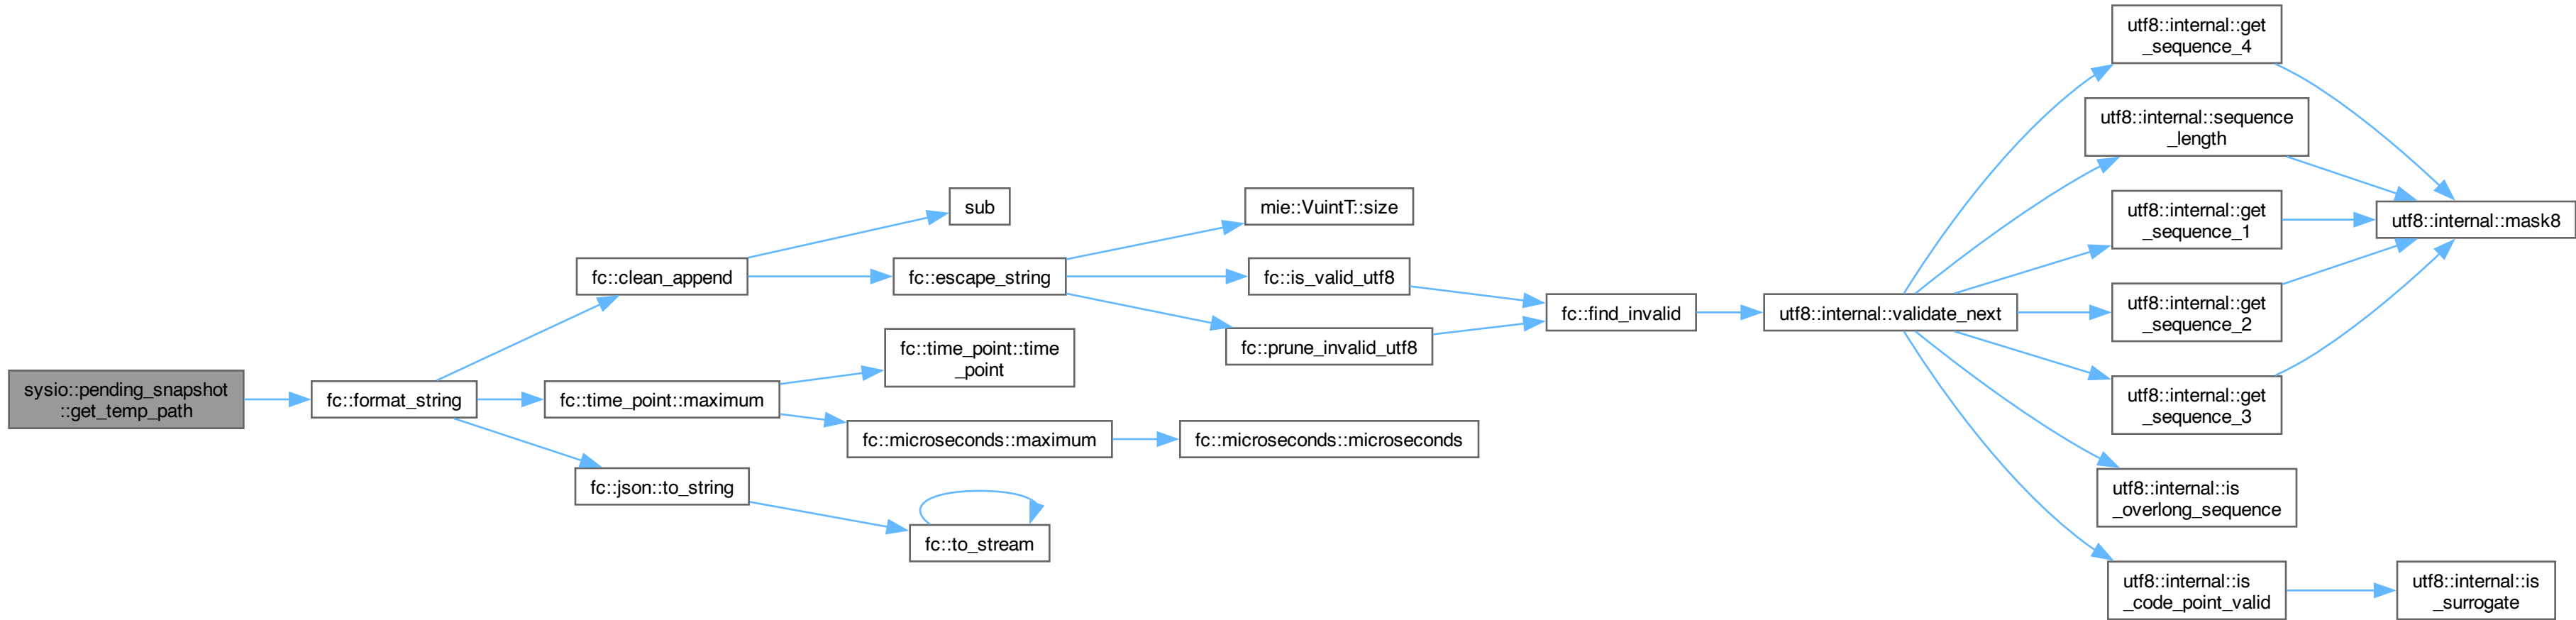 sysio::pending_snapshot
::get_temp_path
fc::format_string
fc::clean_append
sub
fc::escape_string
mie::VuintT::size
fc::is_valid_utf8
fc::prune_invalid_utf8
fc::find_invalid
utf8::internal::validate_next
utf8::internal::get
_sequence_4
utf8::internal::sequence
_length
utf8::internal::get
_sequence_1
utf8::internal::mask8
utf8::internal::get
_sequence_2
utf8::internal::get
_sequence_3
utf8::internal::is
_overlong_sequence
utf8::internal::is
_code_point_valid
utf8::internal::is
_surrogate
fc::time_point::maximum
fc::time_point::time
_point
fc::microseconds::maximum
fc::microseconds::microseconds
fc::json::to_string
fc::to_stream